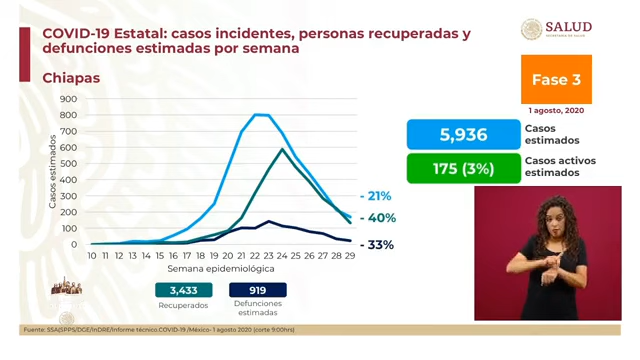 COVID-19 Estatal: casos incidentes, personas recuperadas y
defunciones estimadas por semana
SALUD
SECRETARÍA DE SALUD
Chiapas
Fase 3
1 agosto, 2020
5,936
Casos
estimados
175 (3%)
Casos activos
estimados
Casos estimados
900
800
700
600
500
400
300
200
100
0
- 21%
- 40%
- 33%
10 11 12 13 14 15 16 17 18 19 20 21 22 23 24 25 26 27 28 29
Semana epidemiológica
3,433
Recuperados
919
Defunciones
estimadas
Fuente: SSA(SPPS/DGE/InDRE/Informe técnico.COVID-19 /México- 1 agosto 2020 (corte 9:00hrs)